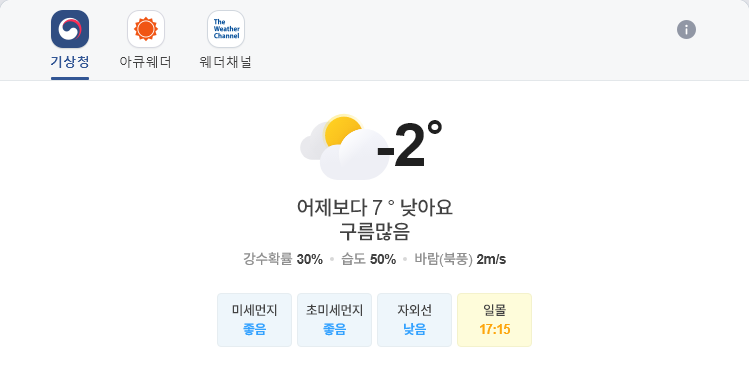 The
Weather
Channel
기상청 아큐웨더 웨더채널
i
-2°
어제보다 7 ° 낮아요
구름많음
강수확률 30% • 습도 50% • 바람(북풍) 2m/s
미세먼지 초미세먼지 자외선 일몰
좋음 좋음 낮음 17:15